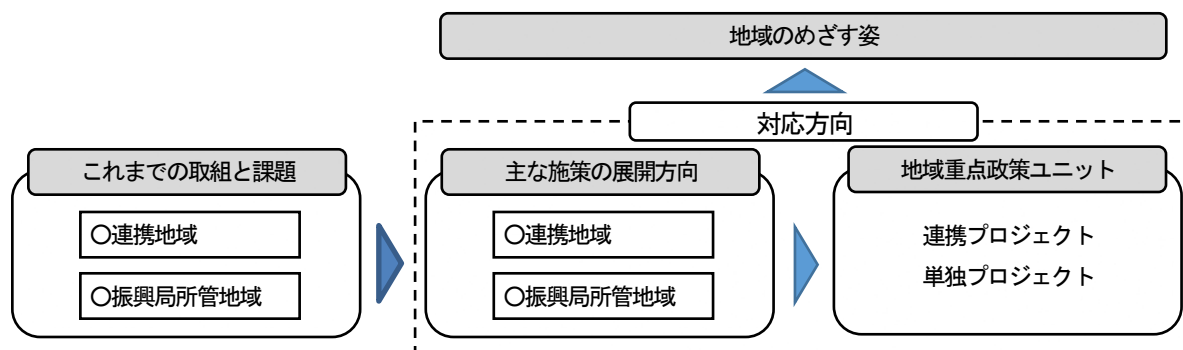 地域のめざす姿
対応方向
これまでの取組と課題
○連携地域
○振興局所管地域
主な施策の展開方向
○連携地域
○振興局所管地域
地域重点政策ユニット
連携プロジェクト
単独プロジェクト